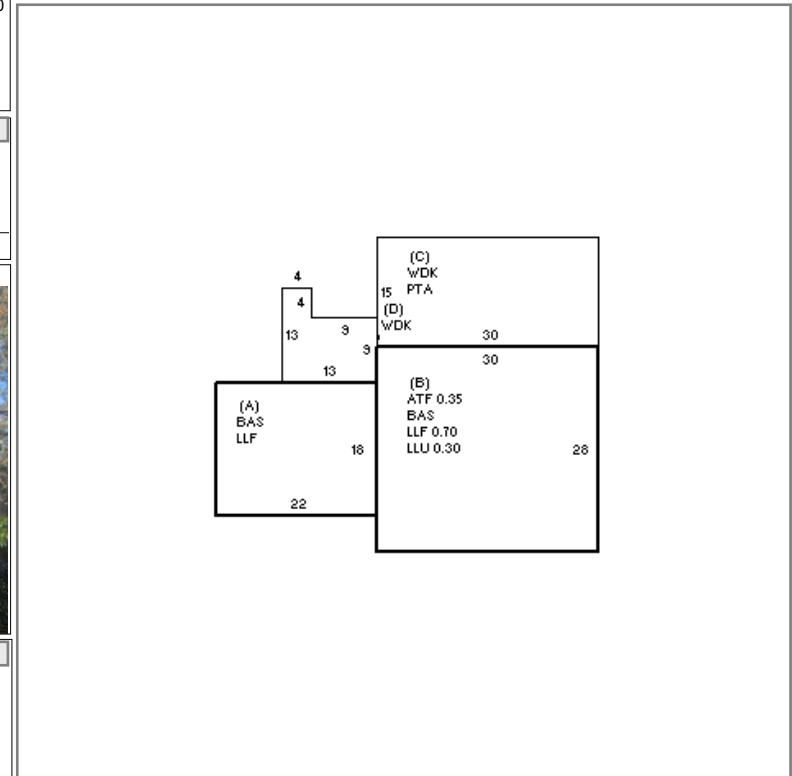 (C)
WDK
PTA
15
(D)
WDK
30
4
4
13
9
9
13
30
(B)
ATF 0.35
BAS
LLF 0.70
LLU 0.30
28
(A)
BAS
LLF
18
22